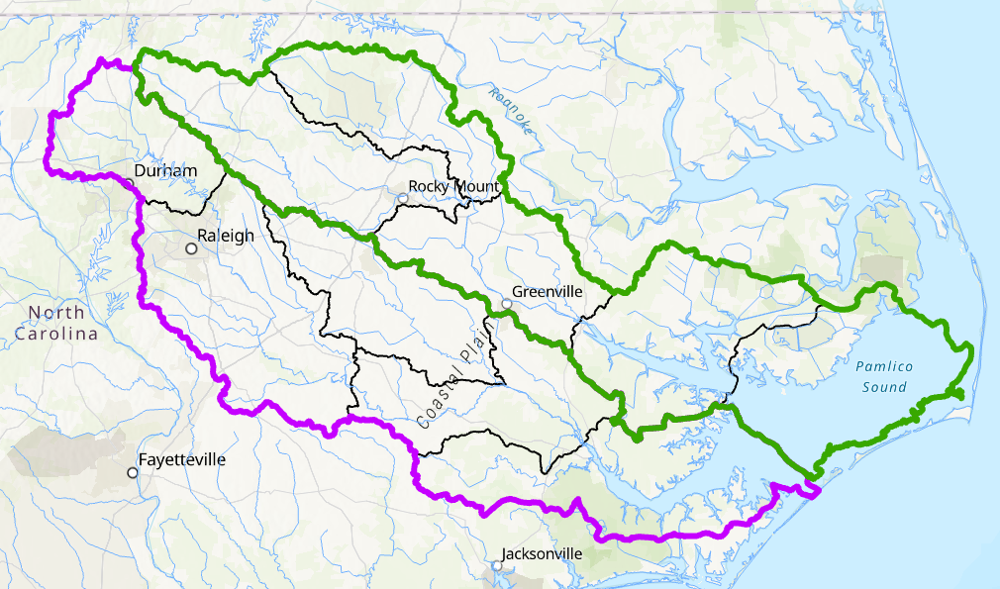 Roanoke
Durham
Rocky Mount
Raleigh
Greenville
North
Carolina
Coastal Plain
Pamlico
Sound
Fayetteville
Jacksonville